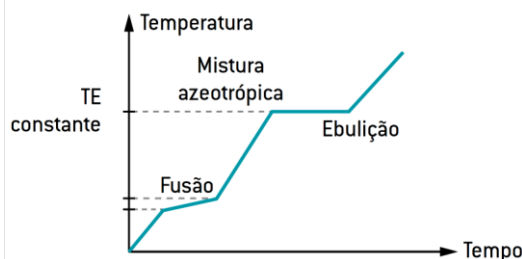 Temperatura
Mistura
azeotrópica
TE
constante
Ebulição
Fusão
Tempo